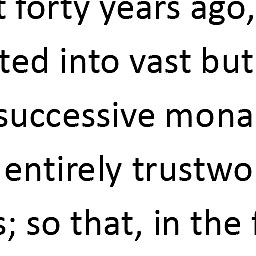 t forty years ago,
ted into vast but
successive mona
entirely trustwo
s; so that, in the f